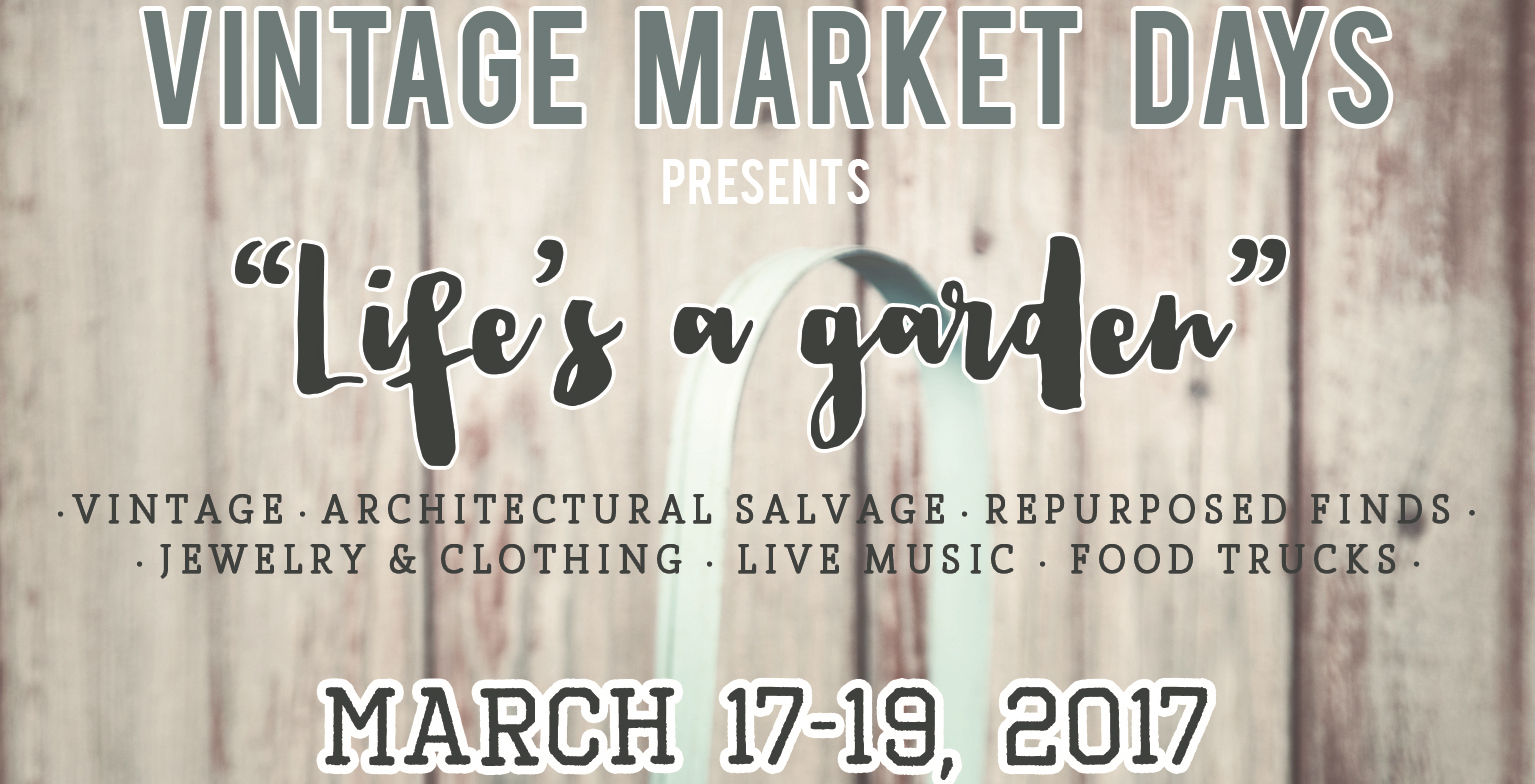 VINTAGE MARKET DAYS
PRESENTS
“Life’s a garden”
·VINTAGE · ARCHITECTURAL SALVAGE · REPURPOSED FINDS ·
· JEWELRY & CLOTHING · LIVE MUSIC · FOOD TRUCKS ·
MARCH 17-19, 2017